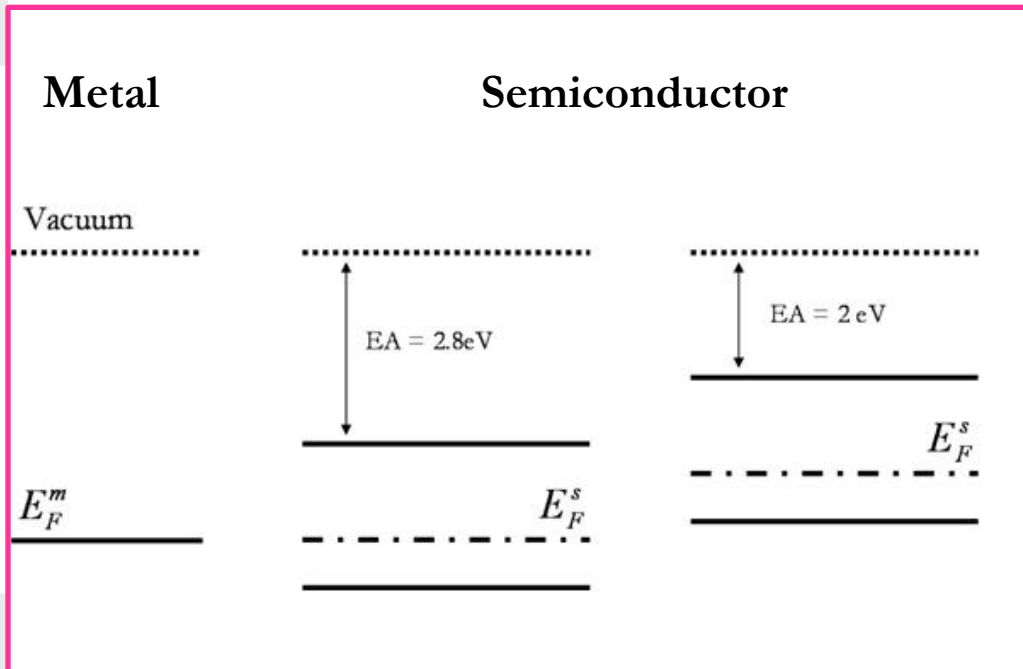 Metal
Semiconductor
Vacuum
EA = 2.8eV
EA = 2 eV
E_F^s
E_F^m
E_F^s